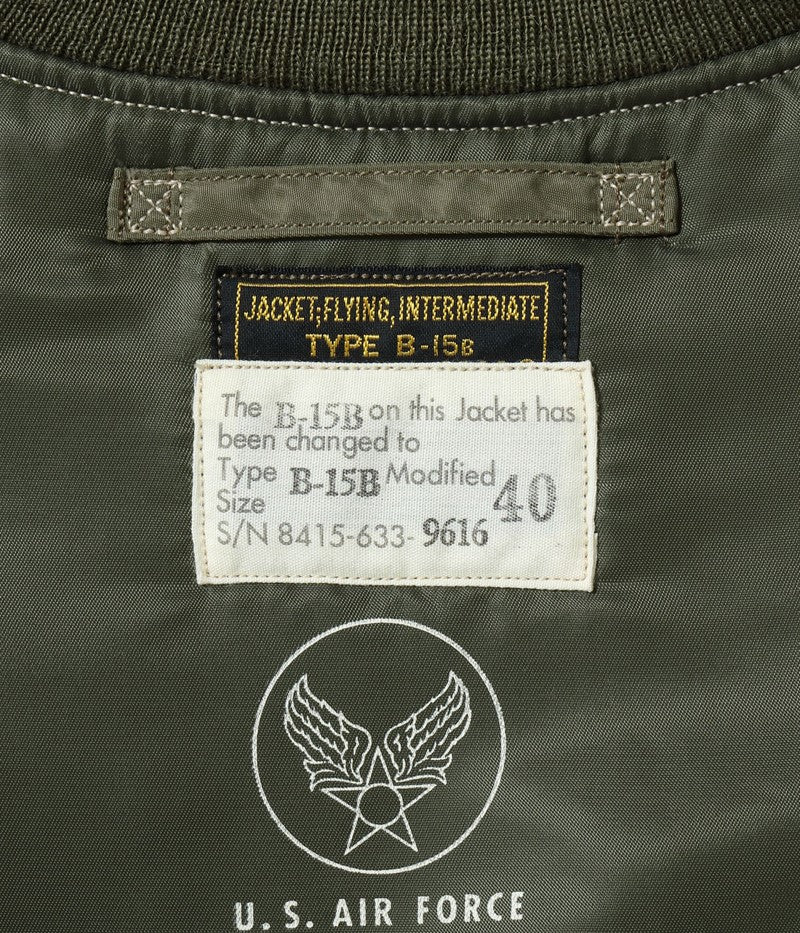 JACKET; FLYING, INTERMEDIATE
TYPE B-15B
The B-15B on this Jacket has
been changed to
Type B-15B Modified
Size 40
S/N 8415-633-9616
U.S. AIR FORCE